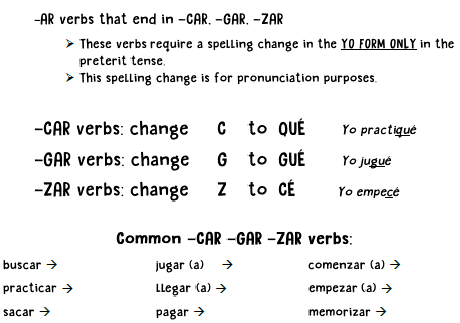 -AR verbs that end in -CAR, -GAR, -ZAR
➢ These verbs require a spelling change in the YO FORM ONLY in the
preterit tense.
➢ This spelling change is for pronunciation purposes.
-CAR verbs: change C to QUÉ Yo practiqué
-GAR verbs: change G to GUÉ Yo jugué
-ZAR verbs: change Z to CÉ Yo empecé
Common -CAR -GAR -ZAR verbs:
buscar → jugar (a) → comenzar (a) →
practicar → Llegar (a) → empezar (a) →
sacar → pagar → memorizar →